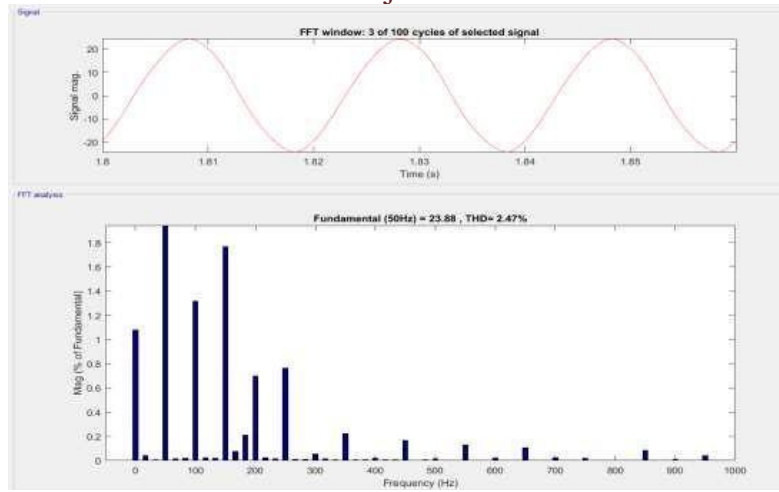 Signal
FFT window: 3 of 100 cycles of selected signal
20
10
0
-10
-20
Signal mag.
1.8 1.81 1.82 1.83 1.84 1.85
Time (s)
FFT analysis
Fundamental (50Hz) = 23.88 , THD= 2.47%
1.8
1.6
1.4
1.2
1
0.8
0.6
0.4
0.2
0
Mag (% of Fundamental)
0 100 200 300 400 500 600 700 800 900 1000
Frequency (Hz)